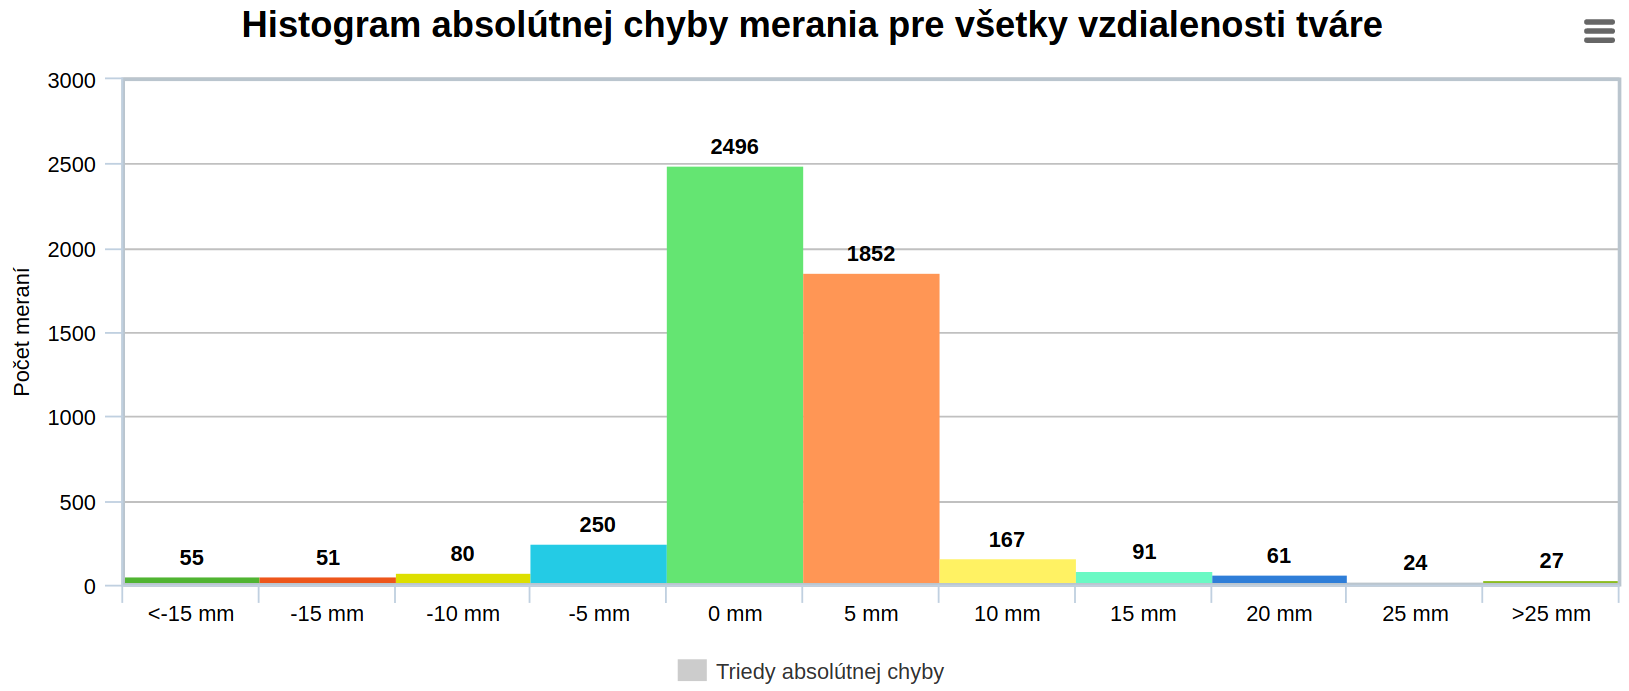 Histogram absolútnej chyby merania pre všetky vzdialenosti tváre
3000
2500
2000
1500
1000
500
0
Počet meraní
55
51
80
250
2496
1852
167
91
61
24
27
<-15 mm
-15 mm
-10 mm
-5 mm
0 mm
5 mm
10 mm
15 mm
20 mm
25 mm
>25 mm
Triedy absolútnej chyby